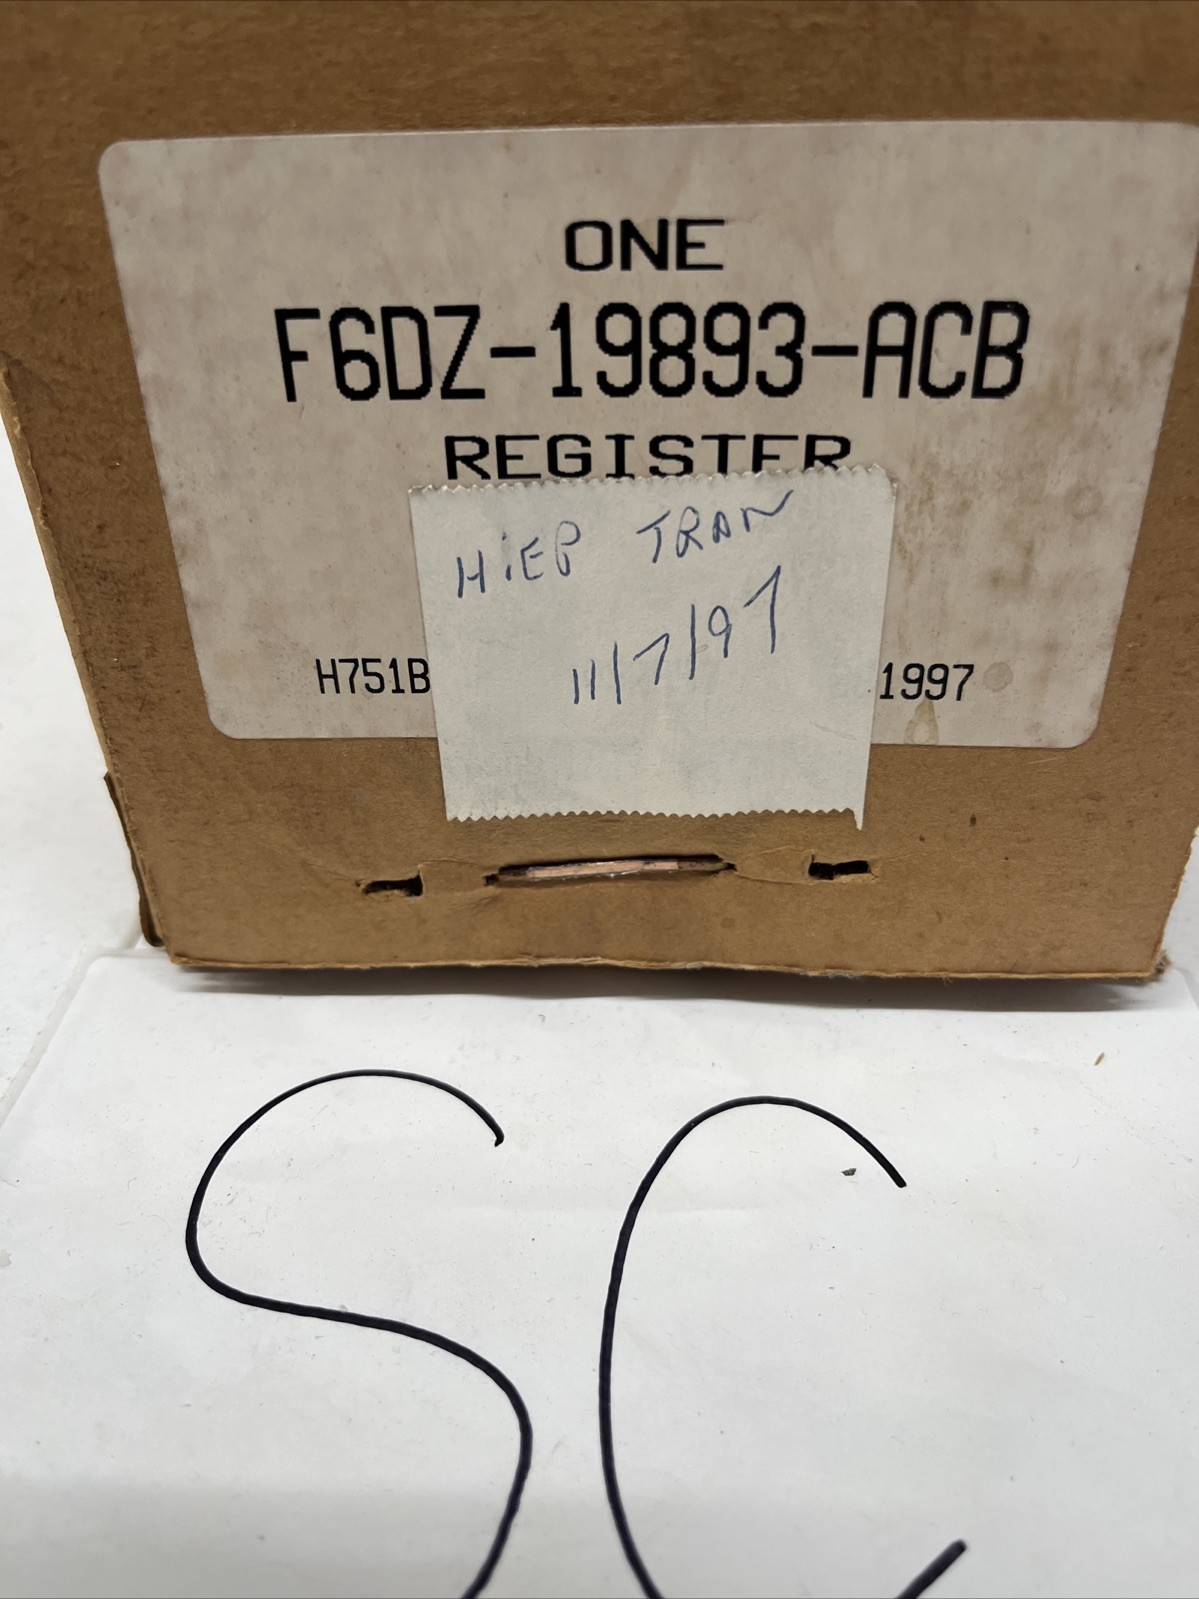 ONE
F6DZ-19893-ACB
REGISTER
HiEP TRAN
11/7/97
H751B 1997
SC